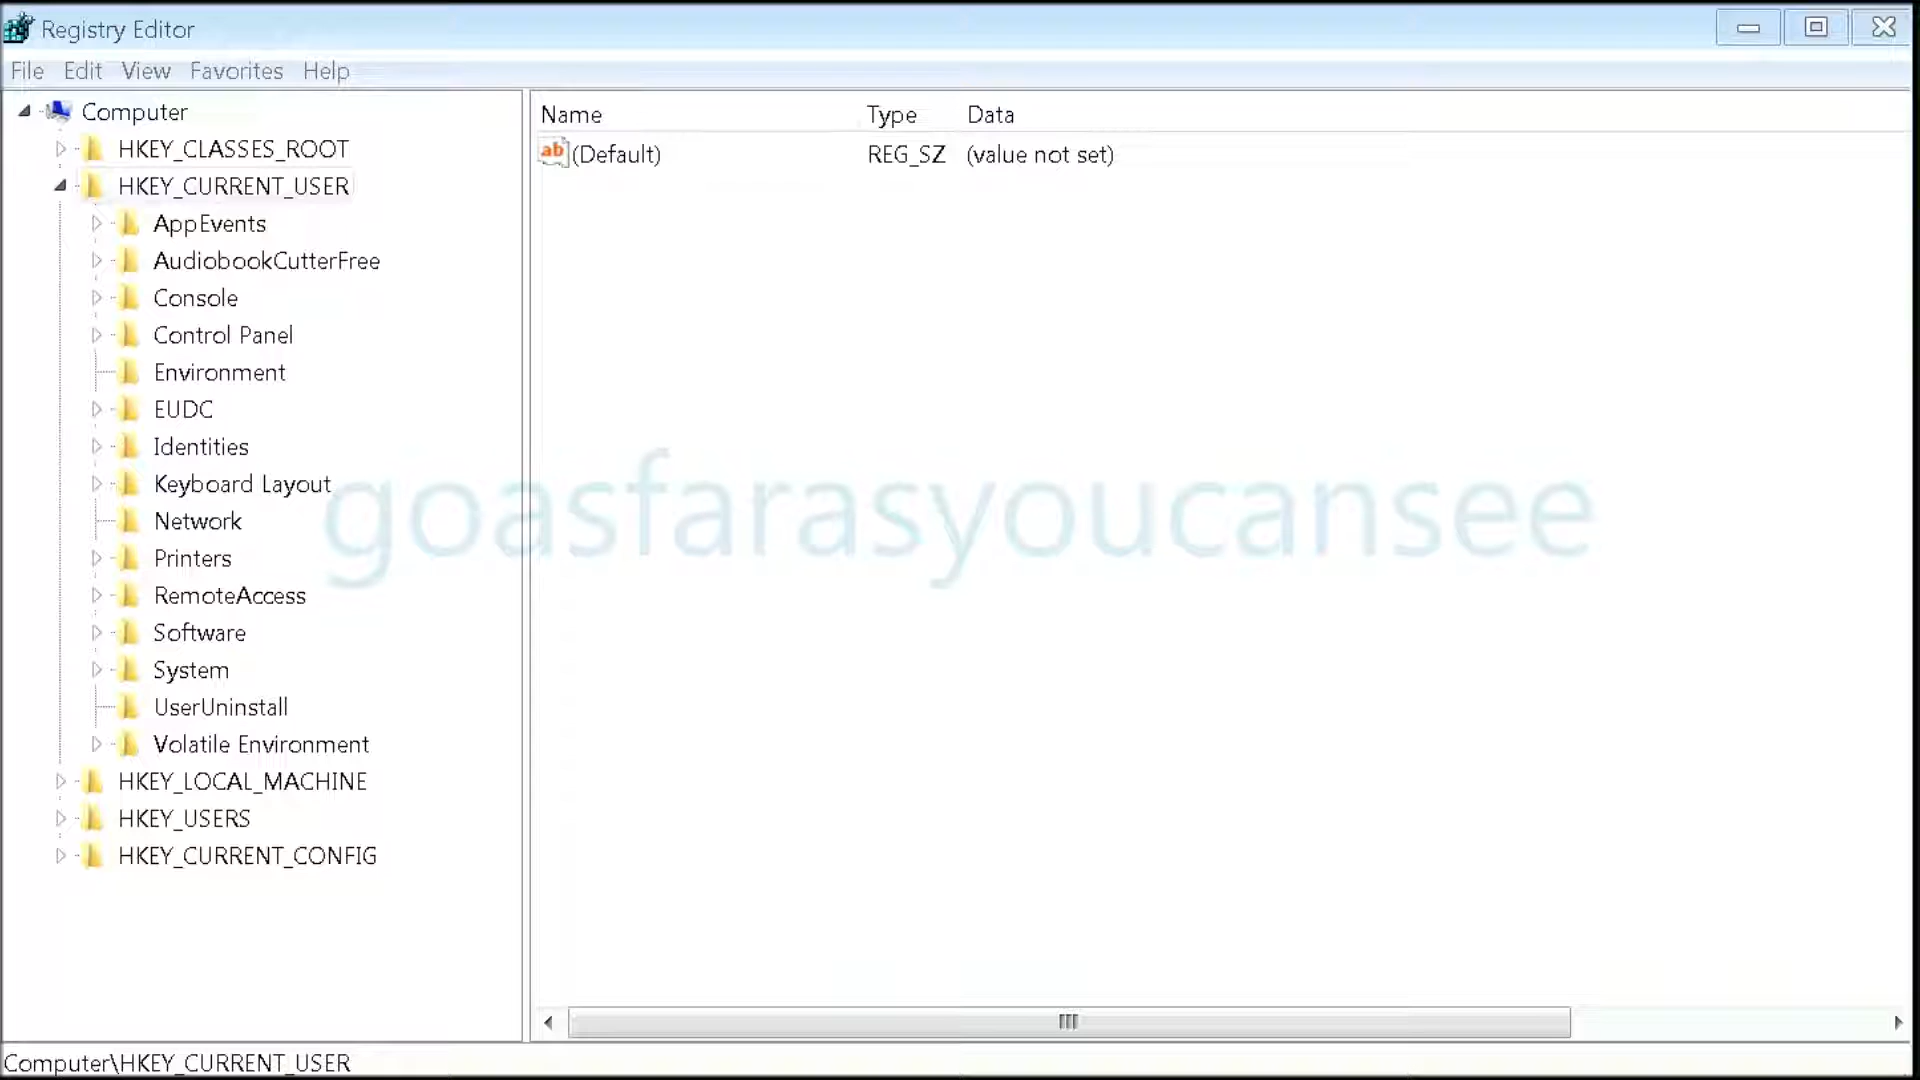 Registry Editor
File Edit View Favorites Help
Computer
HKEY_CLASSES_ROOT
HKEY_CURRENT_USER
AppEvents
AudiobookCutterFree
Console
Control Panel
Environment
EUDC
Identities
Keyboard Layout
Network
Printers
RemoteAccess
Software
System
UserUninstall
Volatile Environment
HKEY_LOCAL_MACHINE
HKEY_USERS
HKEY_CURRENT_CONFIG
Name Type Data
ab (Default) REG_SZ (value not set)
goasfarasyoucansee
Computer\HKEY_CURRENT_USER